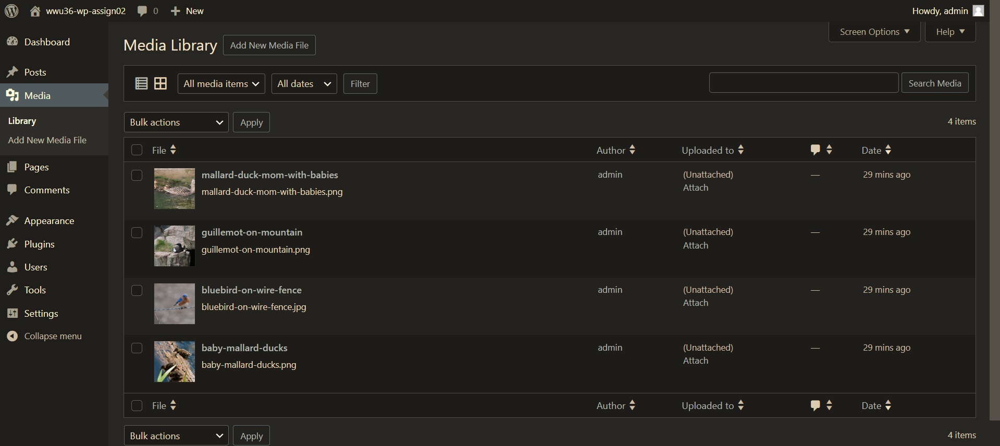 wwu36-wp-assign02 0 New Howdy, admin
Screen Options Help
Dashboard
Posts
Media
Library
Add New Media File
Pages
Comments
Appearance
Plugins
Users
Tools
Settings
Collapse menu
Media Library Add New Media File
All media items All dates Filter Search Media
Bulk actions Apply 4 items
File Author Uploaded to Date
mallard-duck-mom-with-babies admin (Unattached) — 29 mins ago
mallard-duck-mom-with-babies.png Attach
guillemot-on-mountain admin (Unattached) — 29 mins ago
guillemot-on-mountain.png Attach
bluebird-on-wire-fence admin (Unattached) — 29 mins ago
bluebird-on-wire-fence.jpg Attach
baby-mallard-ducks admin (Unattached) — 29 mins ago
baby-mallard-ducks.png Attach
File Author Uploaded to Date
Bulk actions Apply 4 items